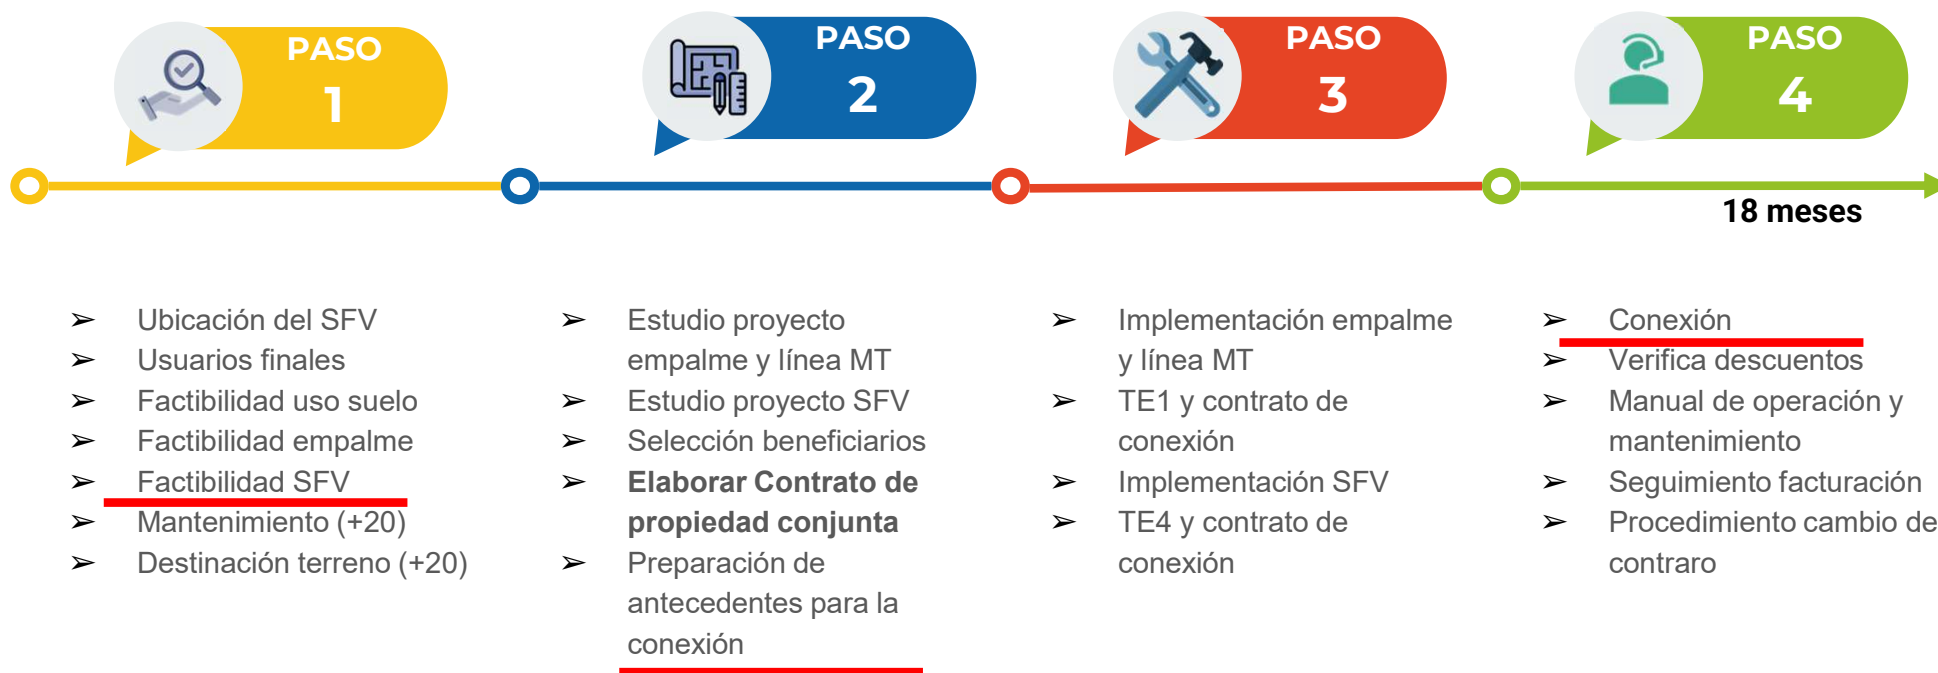 PASO
1
PASO
2
PASO
3
PASO
4
18 meses
➢ Ubicación del SFV
➢ Usuarios finales
➢ Factibilidad uso suelo
➢ Factibilidad empalme
➢ Factibilidad SFV
➢ Mantenimiento (+20)
➢ Destinación terreno (+20)
➢ Estudio proyecto
empalme y línea MT
➢ Estudio proyecto SFV
➢ Selección beneficiarios
➢ Elaborar Contrato de
propiedad conjunta
➢ Preparación de
antecedentes para la
conexión
➢ Implementación empalme
y línea MT
➢ TE1 y contrato de
conexión
➢ Implementación SFV
➢ TE4 y contrato de
conexión
➢ Conexión
➢ Verifica descuentos
➢ Manual de operación y
mantenimiento
➢ Seguimiento facturación
➢ Procedimiento cambio de
contraro